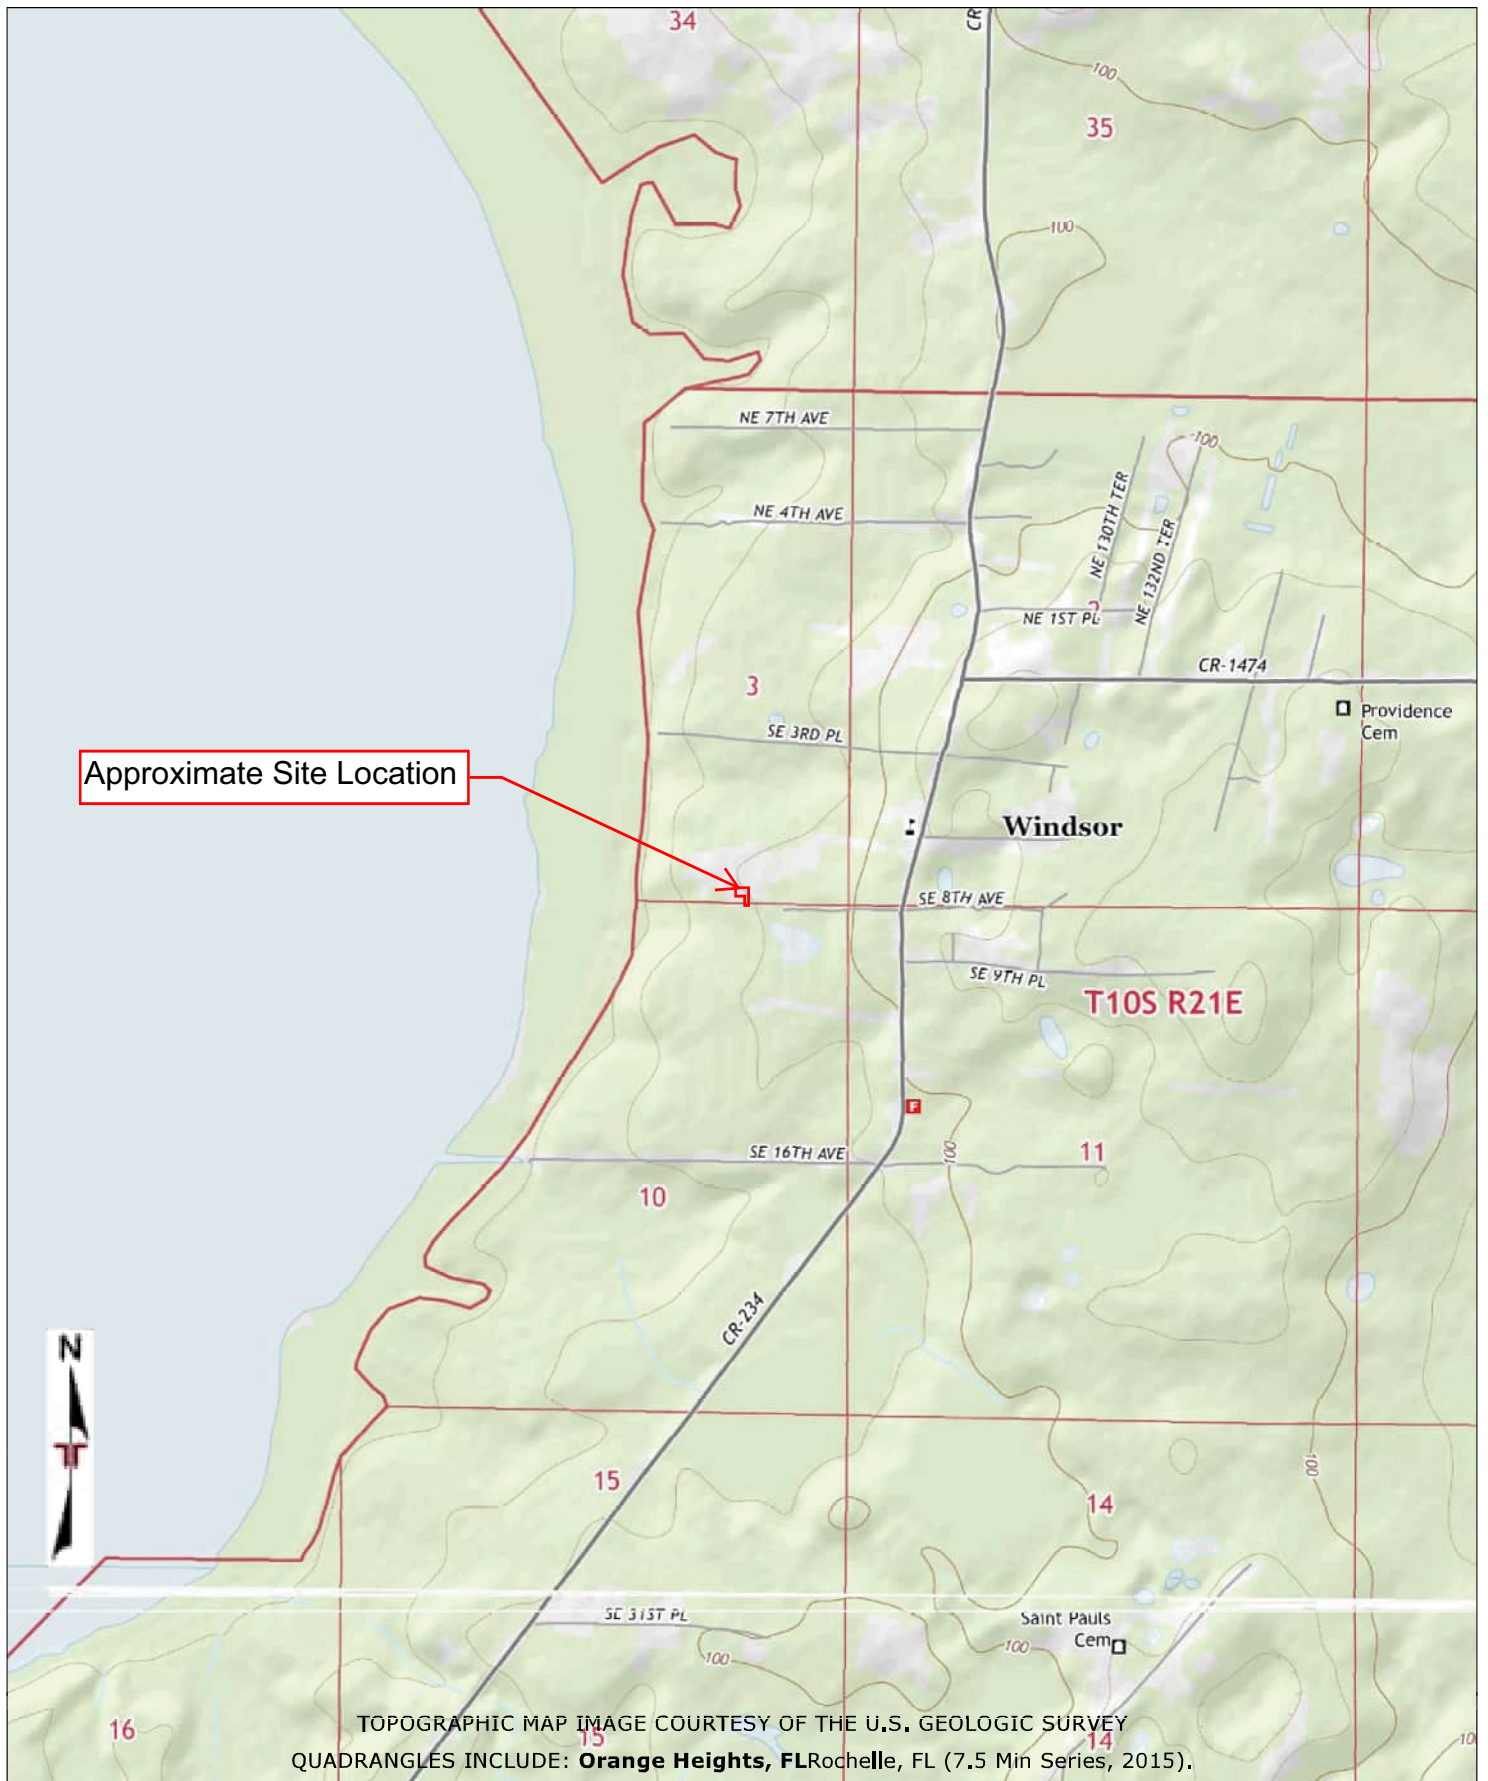 34
CR
100
35
100
NE 7TH AVE
100
NE 4TH AVE
NE 130TH TER
NE 132ND TER
2
NE 1ST PL
CR-1474
3
Providence
Cem
SE 3RD PL
Approximate Site Location
Windsor
SE 8TH AVE
SE 9TH PL
T10S R21E
F
100
11
SE 16TH AVE
10
CR-234
N
T
100
15
14
SE 31ST PL
Saint Pauls
Cem
100
100
16
15
14
10
TOPOGRAPHIC MAP IMAGE COURTESY OF THE U.S. GEOLOGIC SURVEY
QUADRANGLES INCLUDE: Orange Heights, FLRochelle, FL (7.5 Min Series, 2015).